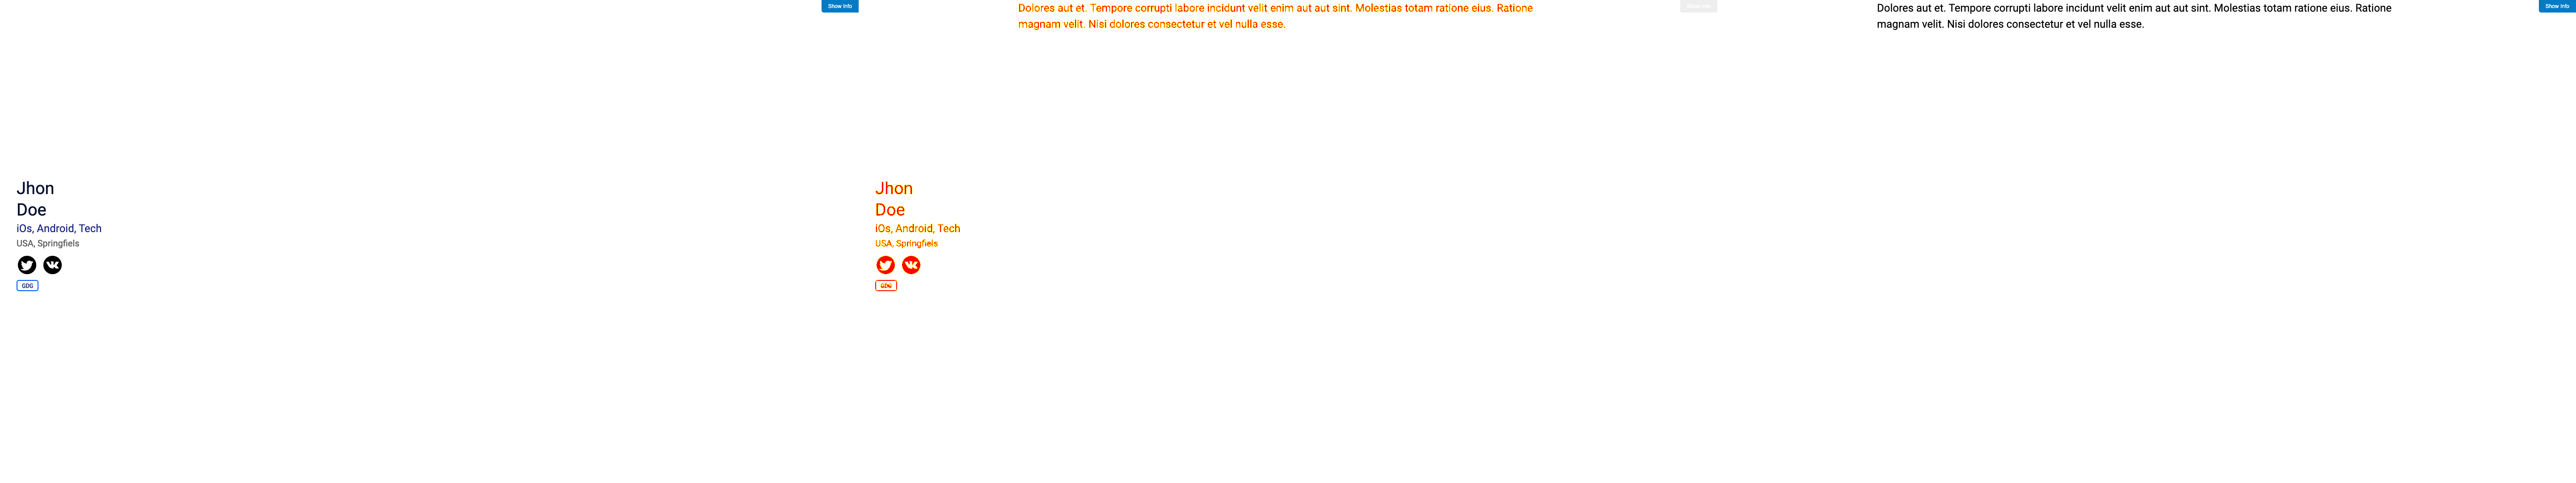 Show Info
Jhon
Doe
iOs, Android, Tech
USA, Springfiels
GDG
Dolores aut et. Tempore corrupti labore incidunt velit enim aut aut sint. Molestias totam ratione eius. Ratione
magnam velit. Nisi dolores consectetur et vel nulla esse.
Show Info
Jhon
Doe
iOs, Android, Tech
USA, Springfiels
GDG
Dolores aut et. Tempore corrupti labore incidunt velit enim aut aut sint. Molestias totam ratione eius. Ratione
magnam velit. Nisi dolores consectetur et vel nulla esse.
Show Info